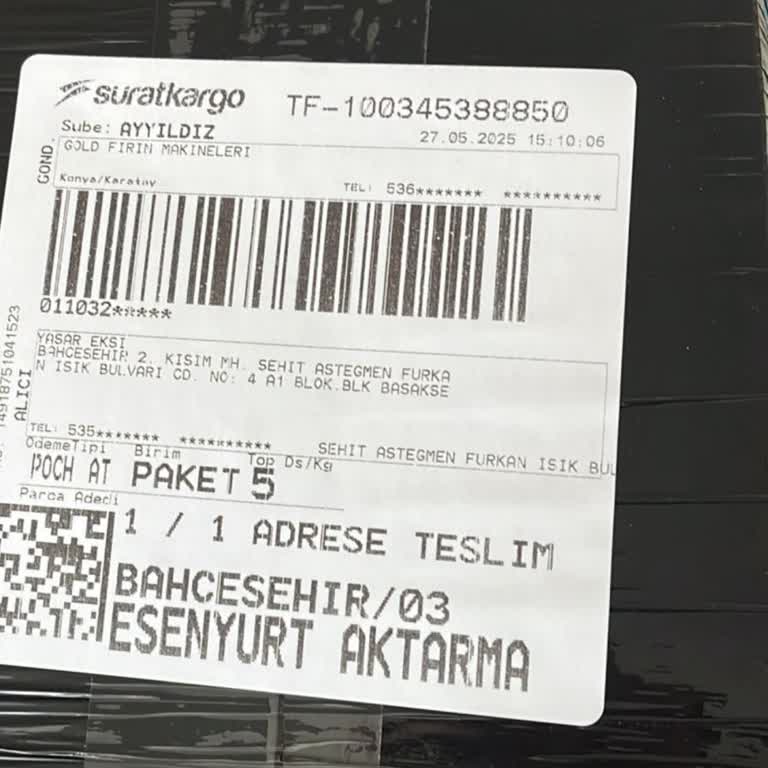 suratkargo
TF-100345388850
Sube: AYYILDIZ
27.05.2025 15:10:06
GOND.
GOLD FIRIN MAKINELERI
Konya/Karatay
TEL: 536******* **********
011032*****
ALICI
14918751041523
YASAR EKSI
BAHCESEHIR 2. KISIM MH. SEHIT ASTEGMEN FURKA
N ISIK BULVARI CD. NO: 4 A1 BLOK.BLK BASAKSE
TEL: 535******* **********
SEHIT ASTEGMEN FURKAN ISIK BUL
OdemeTipi Birim Top Ds/Kg
POCH AT PAKET 5
Parca Adedi
1 / 1 ADRESE TESLIM
BAHCESEHIR/03
ESENYURT AKTARMA